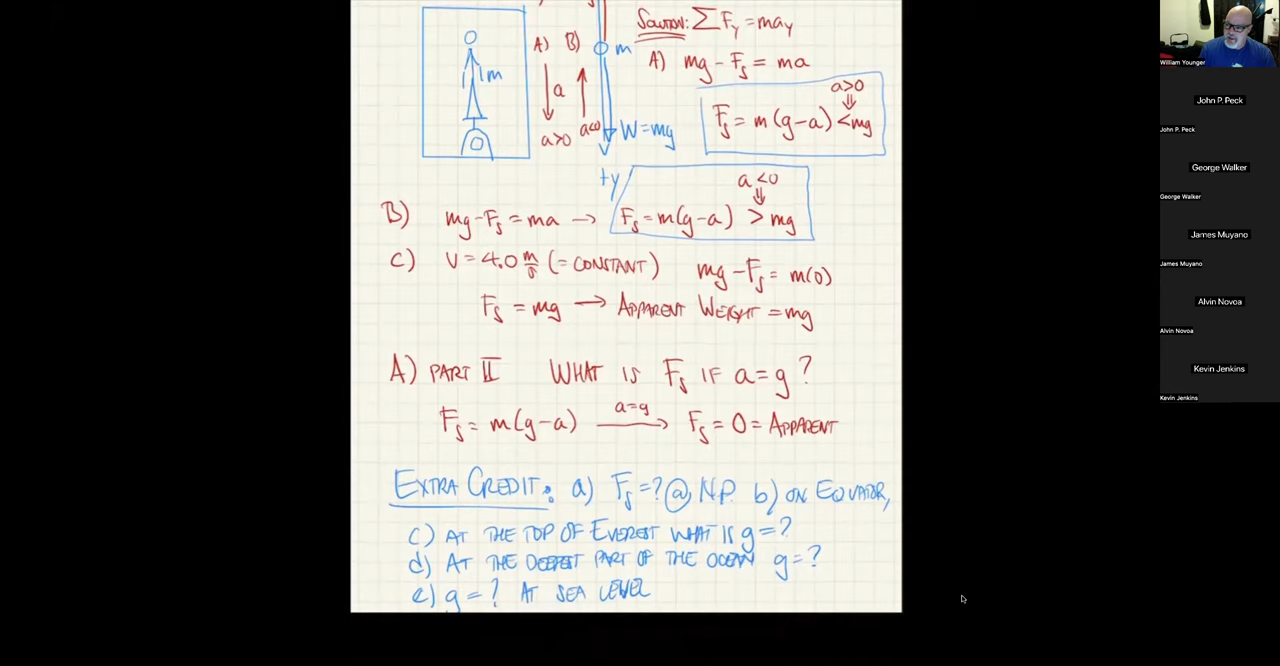 SOLUTION: ΣFy = may
A) B) m
m A) mg - Fs = ma
a
a>0
Fs = m(g-a) < mg
a>0 a<0 W = mg
+y
a<0
B) mg - Fs = ma → Fs = m(g-a) > mg
C) V = 4.0 m/s (= CONSTANT) mg - Fs = m(0)
Fs = mg → APPARENT WEIGHT = mg
A) PART II WHAT IS Fs IF a = g?
a=g
Fs = m(g-a) → Fs = 0 = APPARENT
EXTRA CREDIT: a) Fs = ? @ N.P. b) ON EQUATOR,
c) AT THE TOP OF EVEREST WHAT IS g = ?
d) AT THE DEEPEST PART OF THE OCEAN g = ?
e) g = ? AT SEA LEVEL
William Younger
John P. Peck
John P. Peck
George Walker
George Walker
James Muyano
James Muyano
Alvin Novoa
Alvin Novoa
Kevin Jenkins
Kevin Jenkins